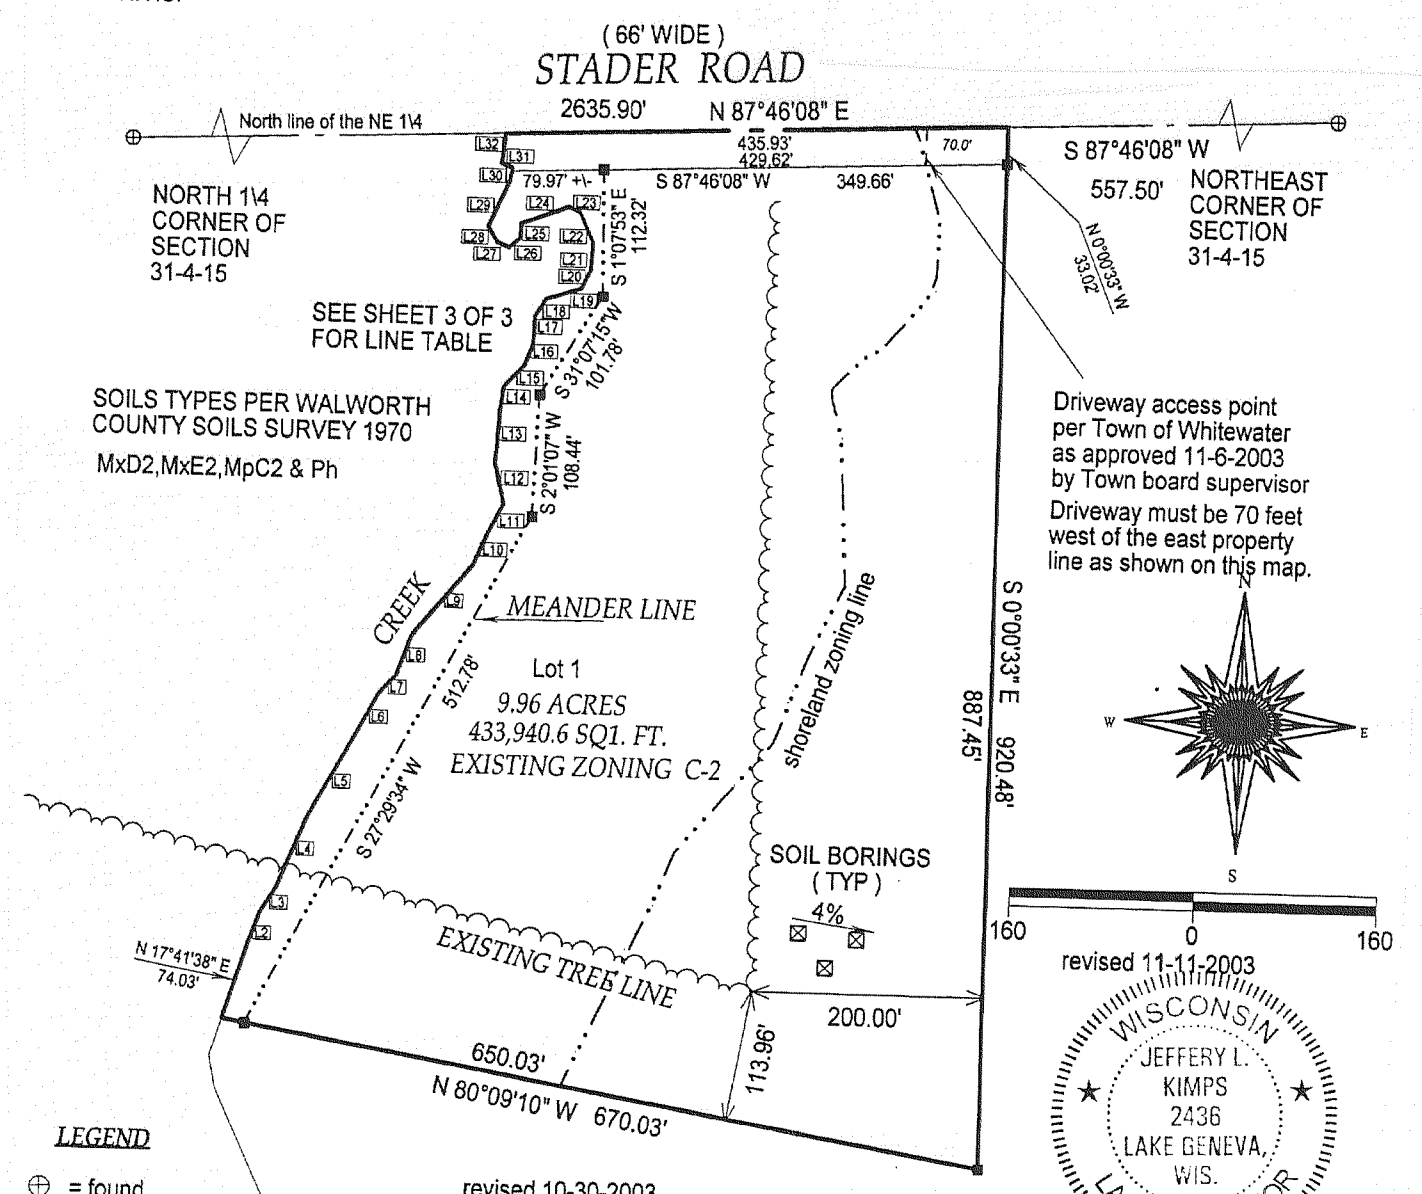 ( 66' WIDE )
STADER ROAD
2635.90' N 87°46'08" E
North line of the NE 1\4
435.93'
429.62'
70.0'
S 87°46'08" W
557.50'
79.97' +\-
S 87°46'08" W 349.66'
NORTH 1\4
CORNER OF
SECTION
31-4-15
NORTHEAST
CORNER OF
SECTION
31-4-15
N 0°00'33" W
33.02'
L32
L31
L30
L29
L28
L27
L26
L25
L24
L23
L22
L21
L20
L19
L18
L17
L16
L15
L14
L13
L12
L11
L10
L9
L8
L7
L6
L5
L4
L3
L2
S 1°07'53" E
112.32'
S 31°07'15" W
101.78'
S 2°01'07" W
108.44'
SEE SHEET 3 OF 3
FOR LINE TABLE
SOILS TYPES PER WALWORTH
COUNTY SOILS SURVEY 1970
MxD2,MxE2,MpC2 & Ph
Driveway access point
per Town of Whitewater
as approved 11-6-2003
by Town board supervisor
Driveway must be 70 feet
west of the east property
line as shown on this map.
CREEK
MEANDER LINE
512.78'
S 27°29'34" W
Lot 1
9.96 ACRES
433,940.6 SQ1. FT.
EXISTING ZONING C-2
shoreland zoning line
S 0°00'33" E 920.48'
887.45'
N
W
E
S
SOIL BORINGS
( TYP )
4%
160
0
160
revised 11-11-2003
EXISTING TREE LINE
N 17°41'38" E
74.03'
200.00'
113.96'
650.03'
N 80°09'10" W 670.03'
WISCONSIN
JEFFERY L.
KIMPS
2436
LAKE GENEVA,
WIS.
LEGEND
= found
revised 10-30-2003